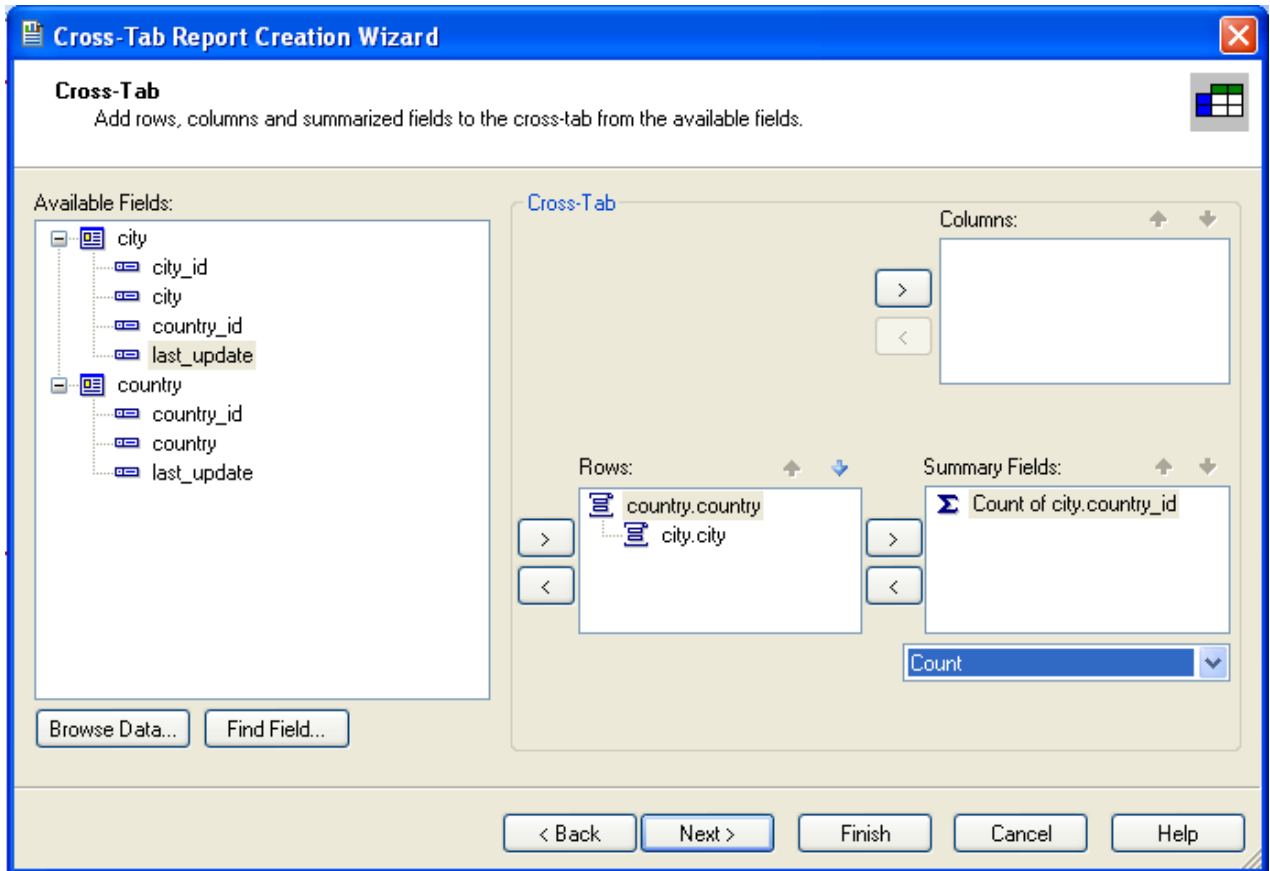 Cross-Tab Report Creation Wizard
Cross-Tab
Add rows, columns and summarized fields to the cross-tab from the available fields.
Available Fields:
city
city_id
city
country_id
last_update
country
country_id
country
last_update
Browse Data...
Find Field...
Cross-Tab
Columns:
>
<
Rows:
country.country
city.city
>
<
Summary Fields:
Σ Count of city.country_id
>
<
Count
< Back
Next >
Finish
Cancel
Help